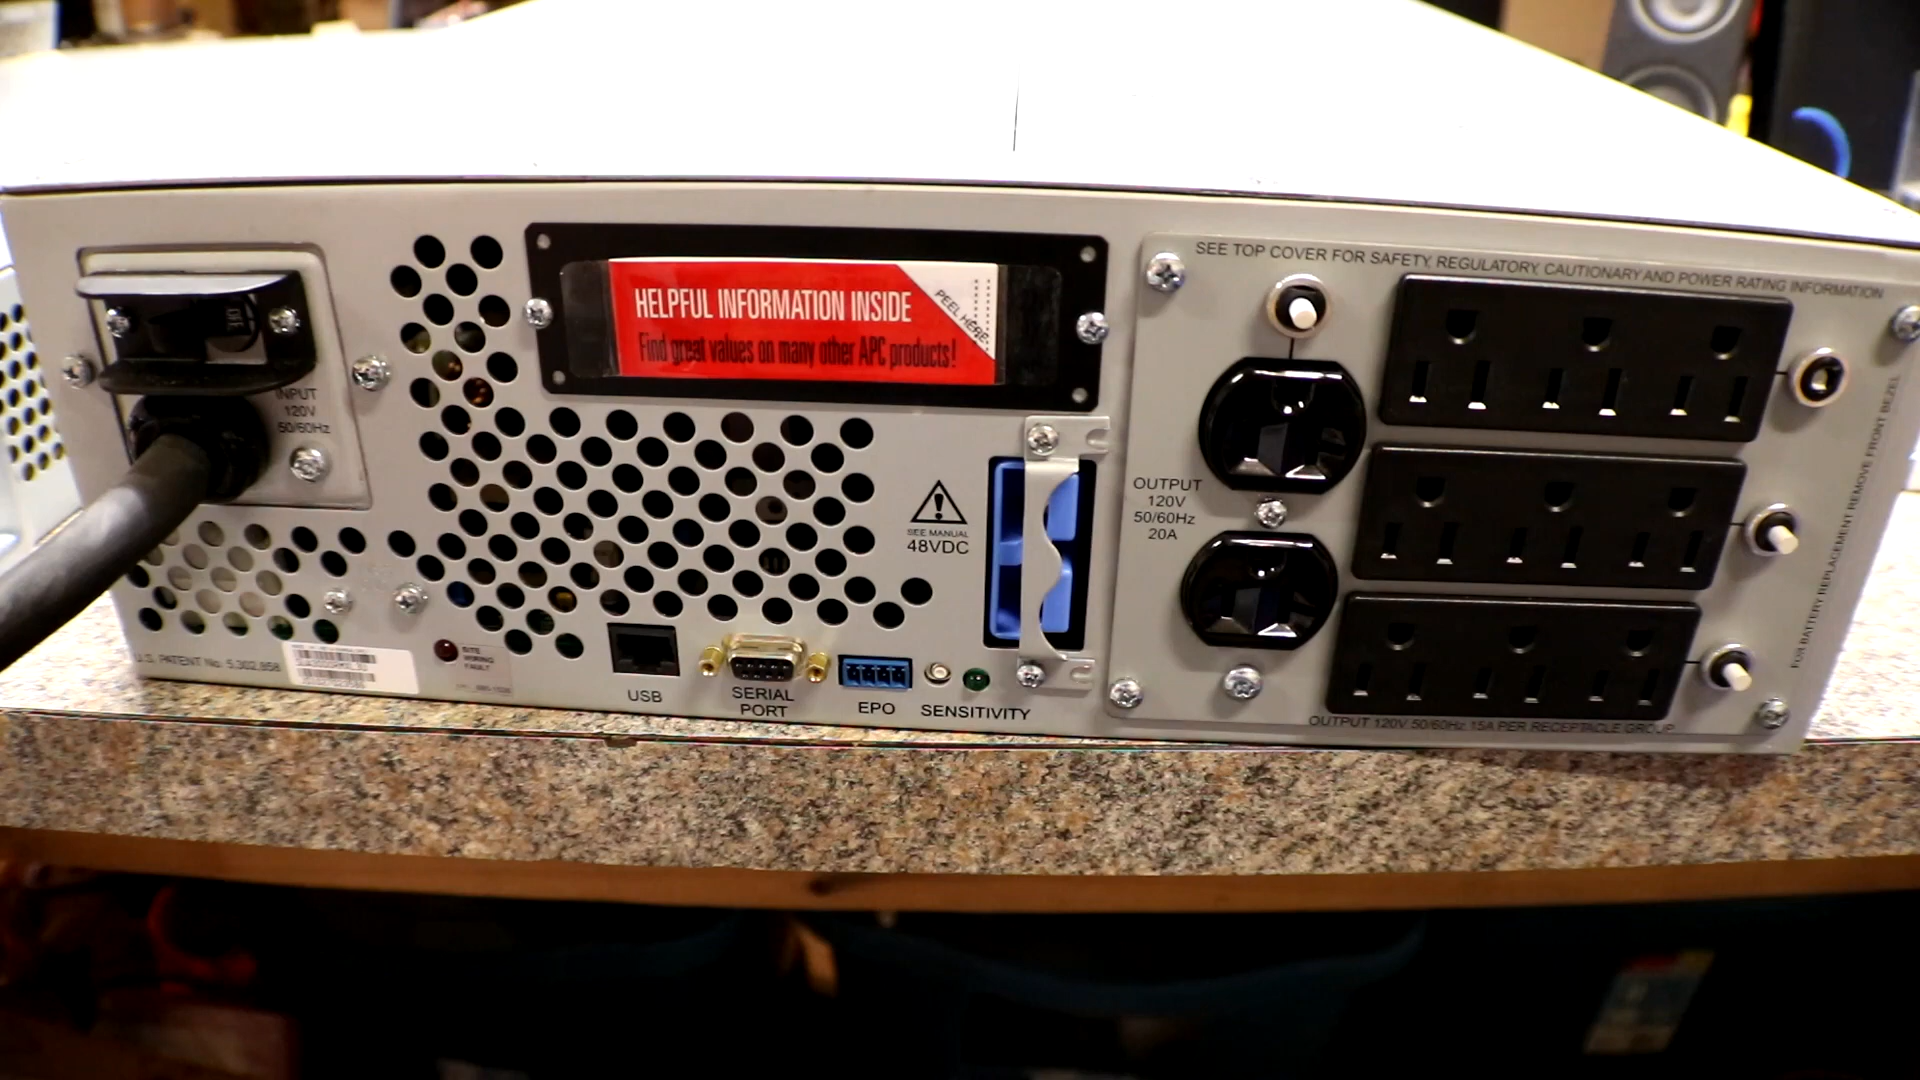 SEE TOP COVER FOR SAFETY, REGULATORY, CAUTIONARY AND POWER RATING INFORMATION
HELPFUL INFORMATION INSIDE
Find great values on many other APC products!
PEEL HERE
OFF
INPUT
120V
50/60Hz
OUTPUT
120V
50/60Hz
20A
SEE MANUAL
48VDC
FOR BATTERY REPLACEMENT REMOVE FRONT BEZEL
U.S. PATENT No. 5,302,858
SITE
WIRING
FAULT
USB
SERIAL
PORT
EPO
SENSITIVITY
OUTPUT 120V 50/60Hz 15A PER RECEPTACLE GROUP